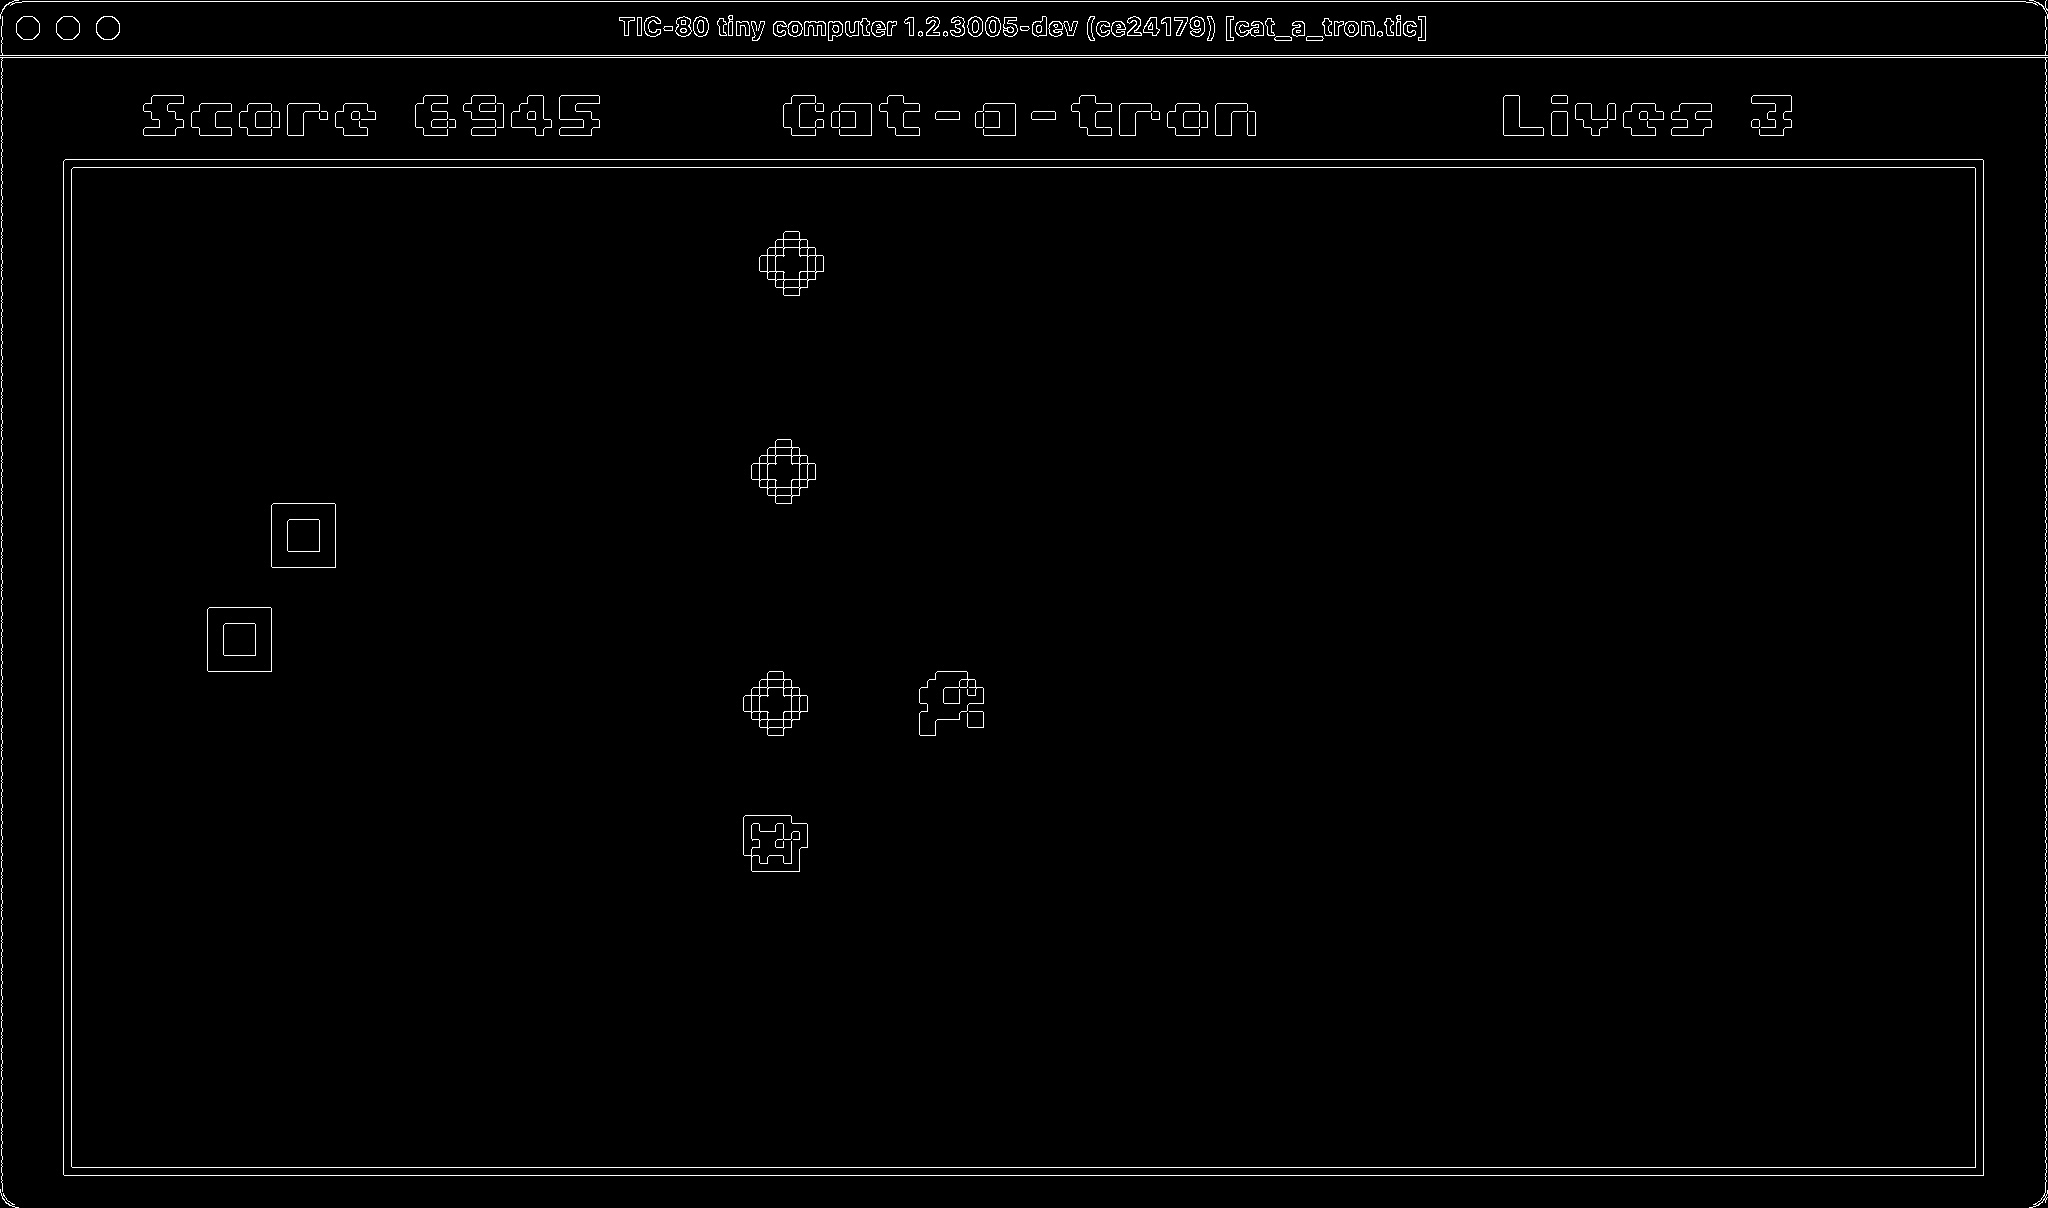 TIC-80 tiny computer 1.2.3005-dev (ce24179) [cat_a_tron.tic]
Score 6945 Cat-a-tron Lives 3